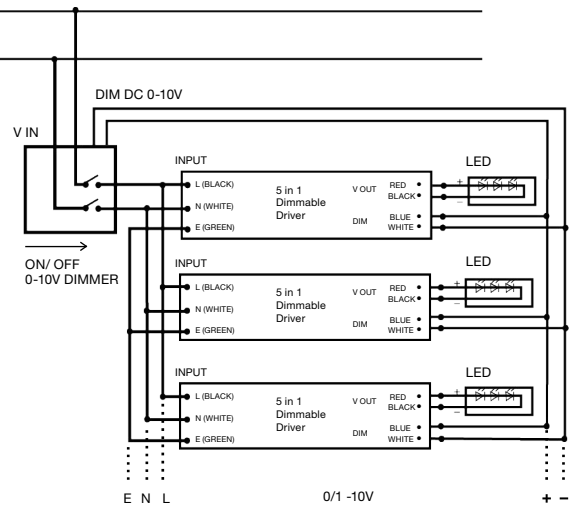 DIM DC 0-10V
V IN
ON/ OFF
0-10V DIMMER
INPUT
L (BLACK)
N (WHITE)
E (GREEN)
5 in 1
Dimmable
Driver
V OUT
RED
BLACK
DIM
BLUE
WHITE
LED
+
–
INPUT
L (BLACK)
N (WHITE)
E (GREEN)
5 in 1
Dimmable
Driver
V OUT
RED
BLACK
DIM
BLUE
WHITE
LED
+
–
INPUT
L (BLACK)
N (WHITE)
E (GREEN)
5 in 1
Dimmable
Driver
V OUT
RED
BLACK
DIM
BLUE
WHITE
LED
+
–
E N L
0/1 -10V
+ –